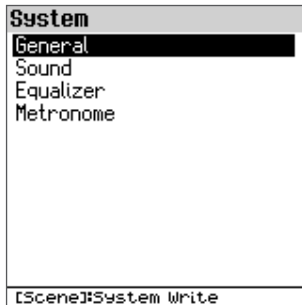 System
General
Sound
Equalizer
Metronome
[Scene]:System Write